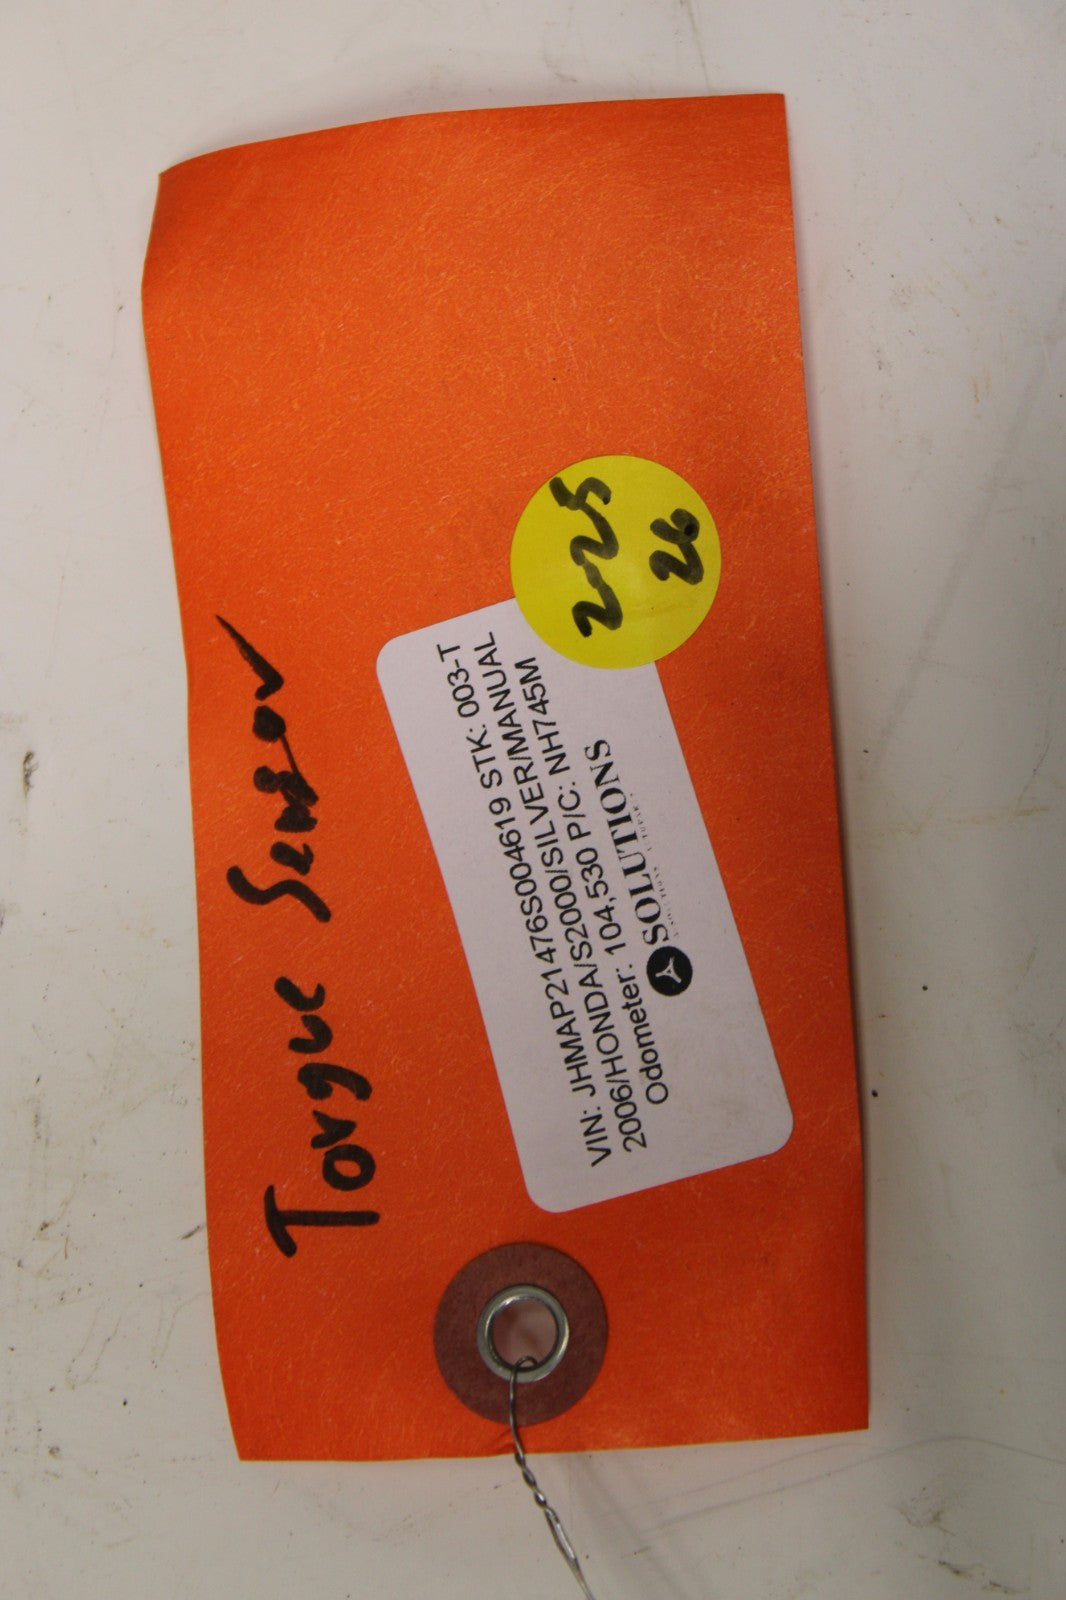 Torque Sensor
VIN: JHMAP21476S004619 STK: 003-T
2006/HONDA/S2000/SILVER/MANUAL
Odometer: 104,530 P/C: NH745M
SOLUTIONS
225
26